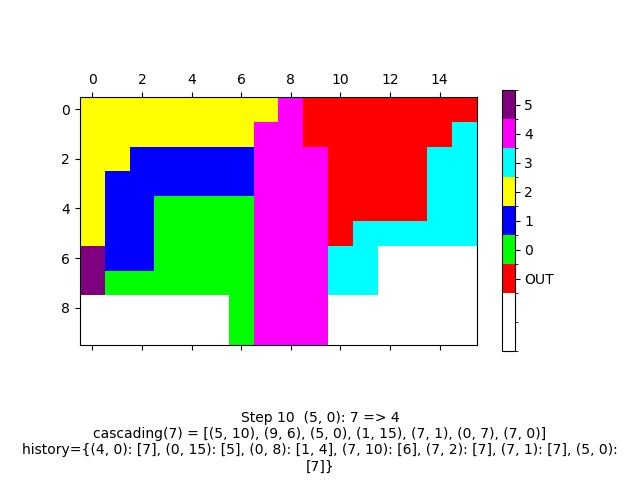 0 2 4 6 8 10 12 14
0
2
4
6
8
5
4
3
2
1
0
OUT
Step 10  (5, 0): 7 => 4
cascading(7) = [(5, 10), (9, 6), (5, 0), (1, 15), (7, 1), (0, 7), (7, 0)]
history={(4, 0): [7], (0, 15): [5], (0, 8): [1, 4], (7, 10): [6], (7, 2): [7], (7, 1): [7], (5, 0):
[7]}